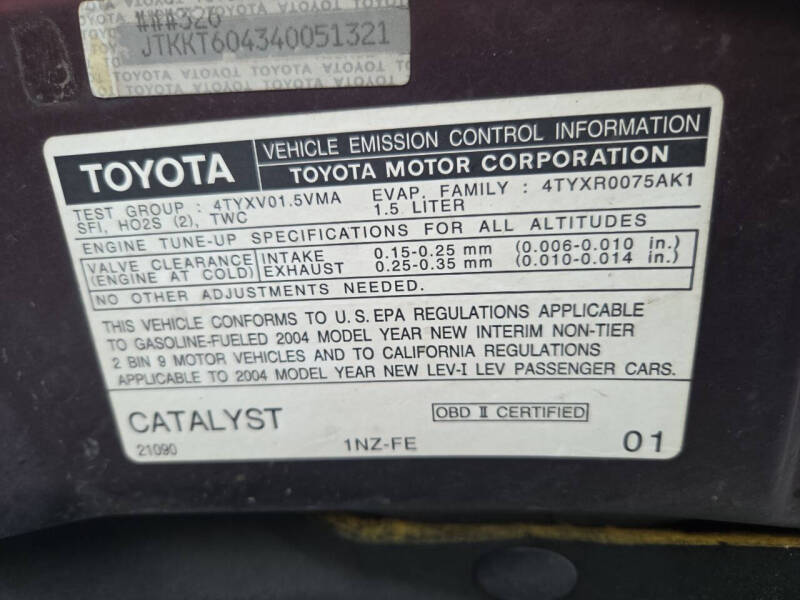 ###326
JTKKT604340051321
TOYOTA TOYOTA TOYOTA TOYOTA
TOYOTA
VEHICLE EMISSION CONTROL INFORMATION
TOYOTA MOTOR CORPORATION
TEST GROUP : 4TYXV01.5VMA EVAP. FAMILY : 4TYXR0075AK1
SFI, HO2S (2), TWC 1.5 LITER
ENGINE TUNE-UP SPECIFICATIONS FOR ALL ALTITUDES
VALVE CLEARANCE INTAKE 0.15-0.25 mm (0.006-0.010 in.)
(ENGINE AT COLD) EXHAUST 0.25-0.35 mm (0.010-0.014 in.)
NO OTHER ADJUSTMENTS NEEDED.
THIS VEHICLE CONFORMS TO U.S. EPA REGULATIONS APPLICABLE
TO GASOLINE-FUELED 2004 MODEL YEAR NEW INTERIM NON-TIER
2 BIN 9 MOTOR VEHICLES AND TO CALIFORNIA REGULATIONS
APPLICABLE TO 2004 MODEL YEAR NEW LEV-I LEV PASSENGER CARS.
CATALYST OBD II CERTIFIED
21090 1NZ-FE 01